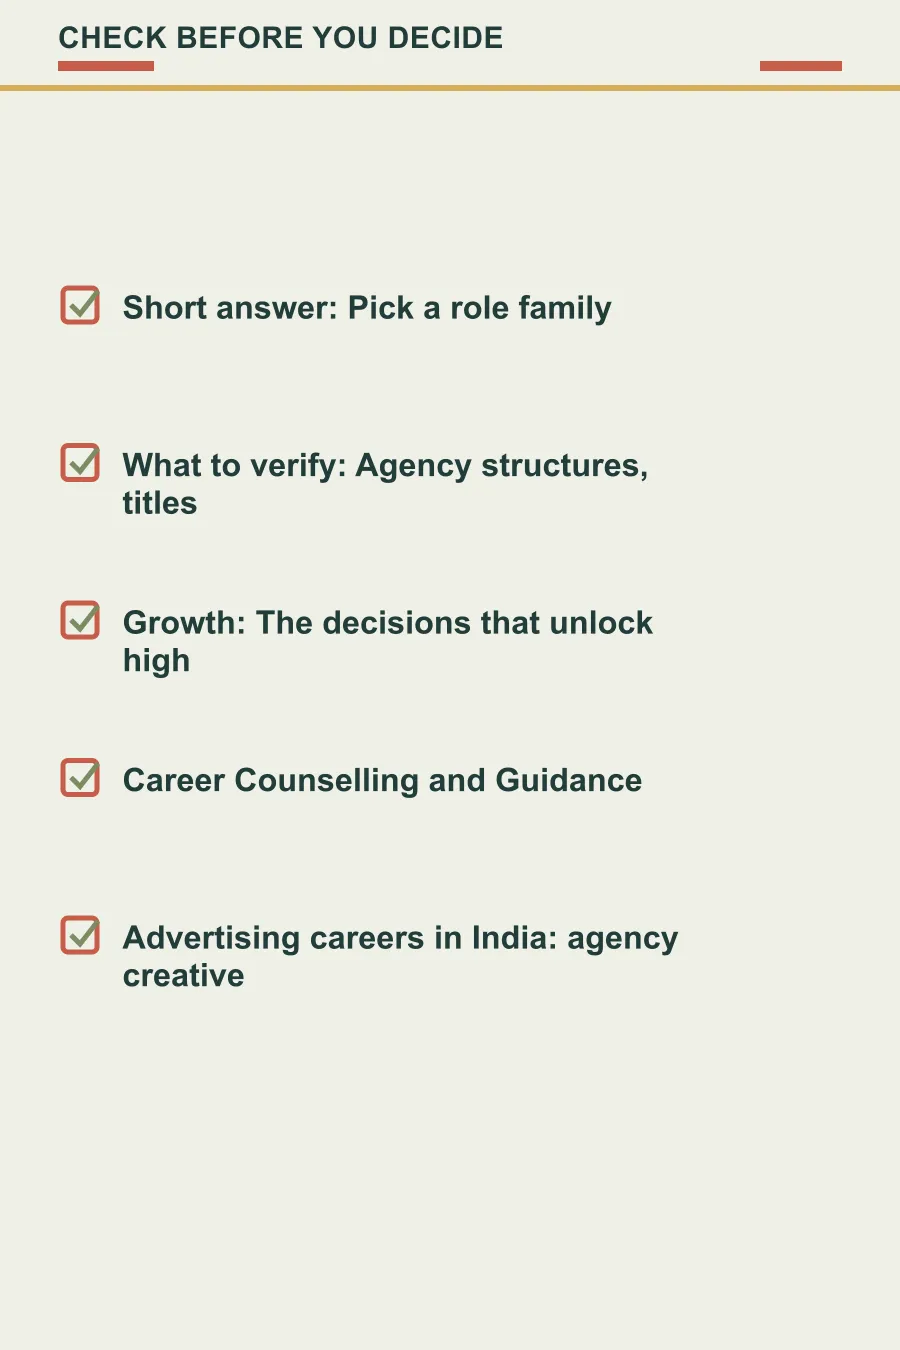 CHECK BEFORE YOU DECIDE
Short answer: Pick a role family
What to verify: Agency structures,
titles
Growth: The decisions that unlock
high
Career Counselling and Guidance
Advertising careers in India: agency
creative